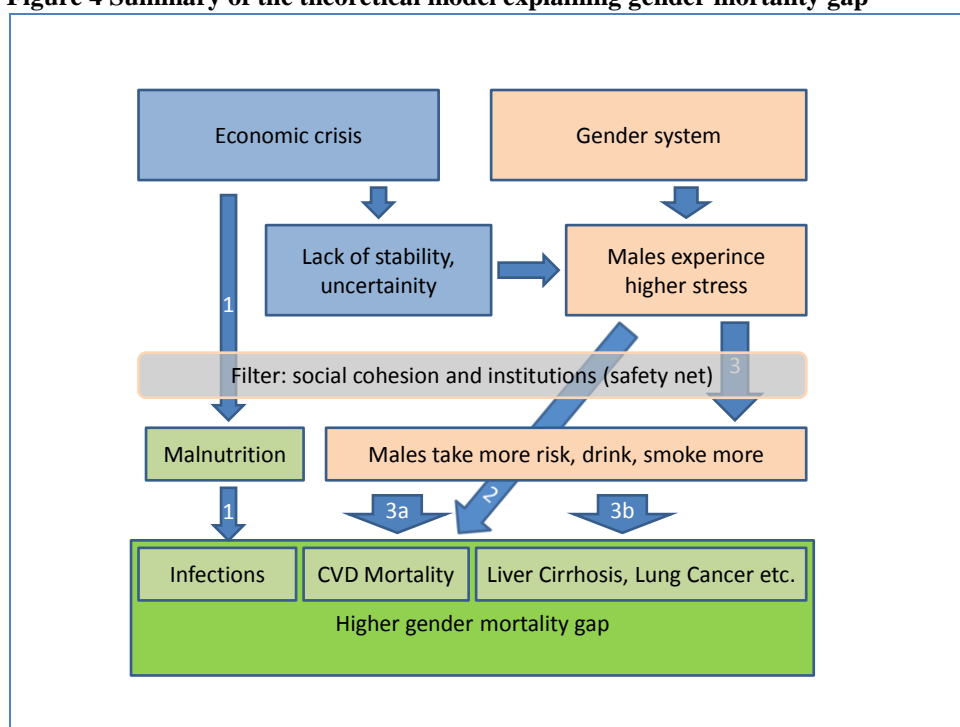 Figure 4 Summary of the theoretical model explaining gender mortality gap
Economic crisis
Gender system
Lack of stability,
uncertainity
Males experince
higher stress
1
3
Filter: social cohesion and institutions (safety net)
Malnutrition
Males take more risk, drink, smoke more
1
3a
2
3b
Infections
CVD Mortality
Liver Cirrhosis, Lung Cancer etc.
Higher gender mortality gap